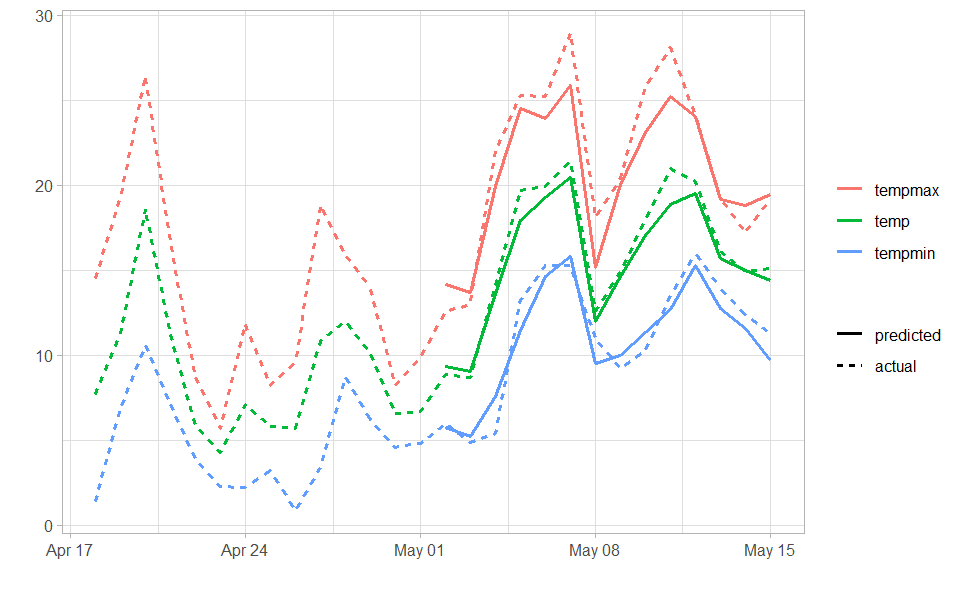 30
20
10
0
Apr 17 Apr 24 May 01 May 08 May 15
tempmax
temp
tempmin
predicted
actual